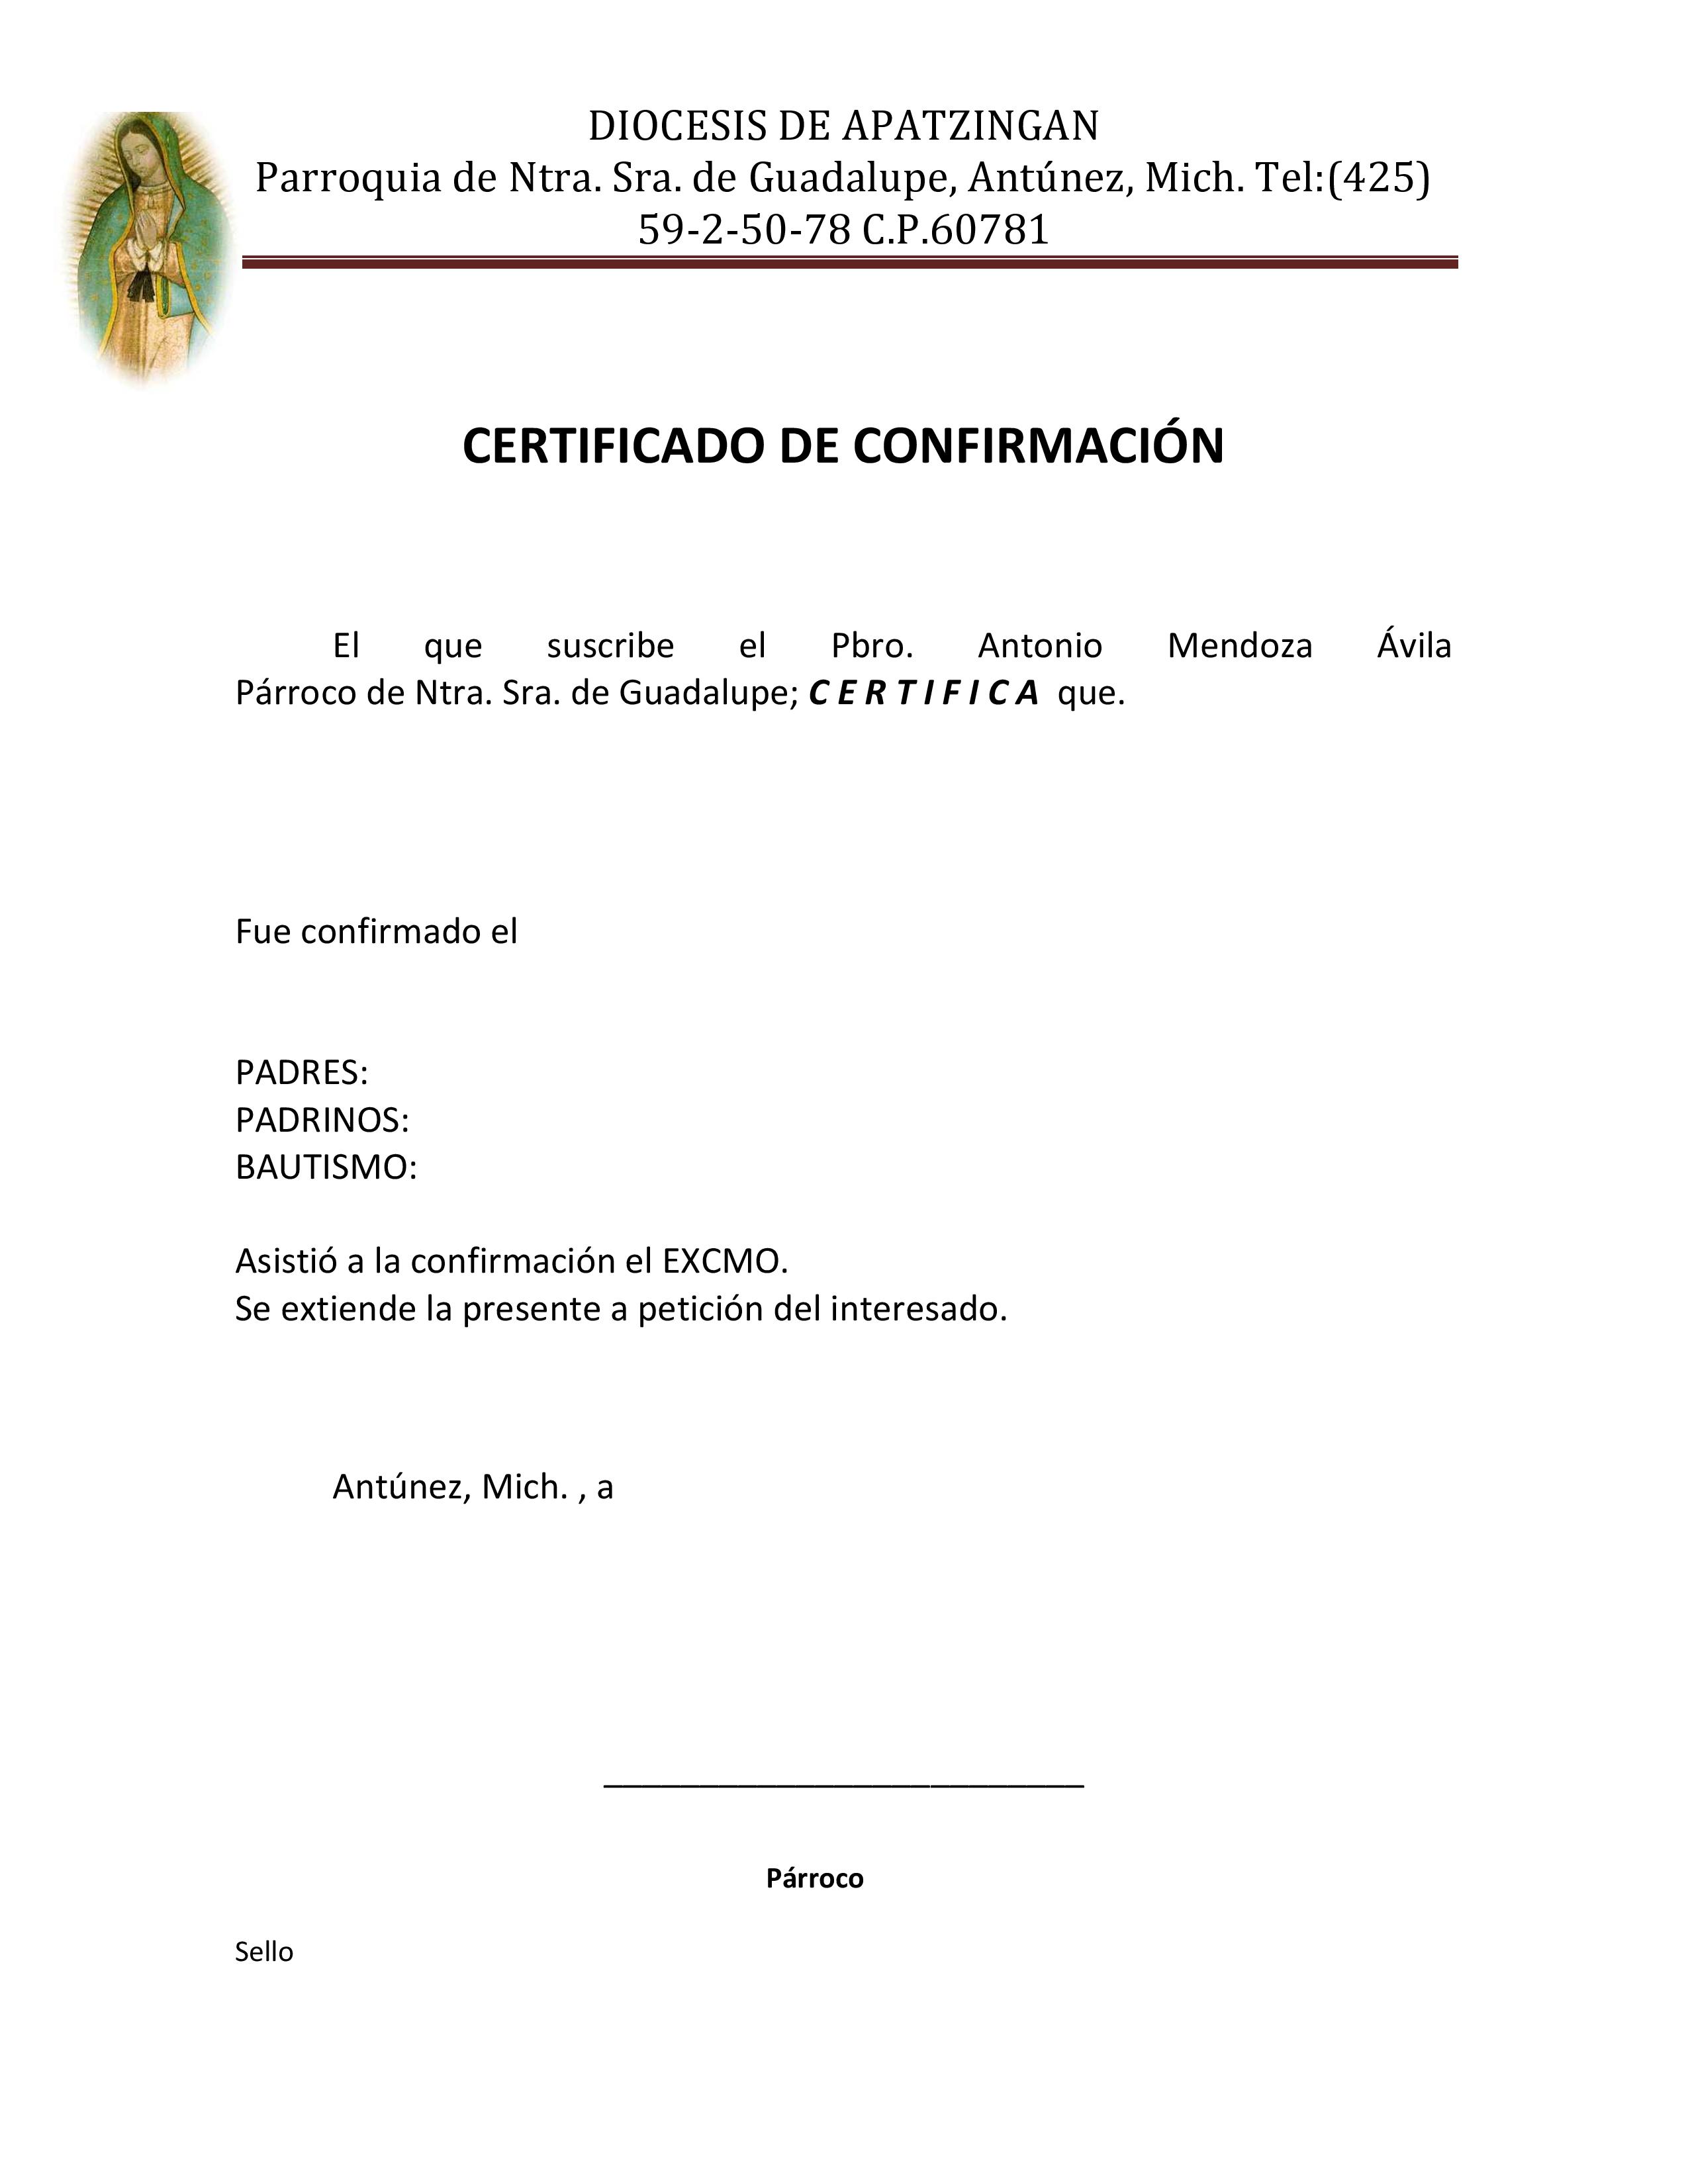 DIOCESIS DE APATZINGAN
Parroquia de Ntra. Sra. de Guadalupe, Antúnez, Mich. Tel:(425)
59-2-50-78 C.P.60781
CERTIFICADO DE CONFIRMACIÓN
El que suscribe el Pbro. Antonio Mendoza Ávila
Párroco de Ntra. Sra. de Guadalupe; C E R T I F I C A que.
Fue confirmado el
PADRES:
PADRINOS:
BAUTISMO:
Asistió a la confirmación el EXCMO.
Se extiende la presente a petición del interesado.
Antúnez, Mich. , a
_________________________
Párroco
Sello